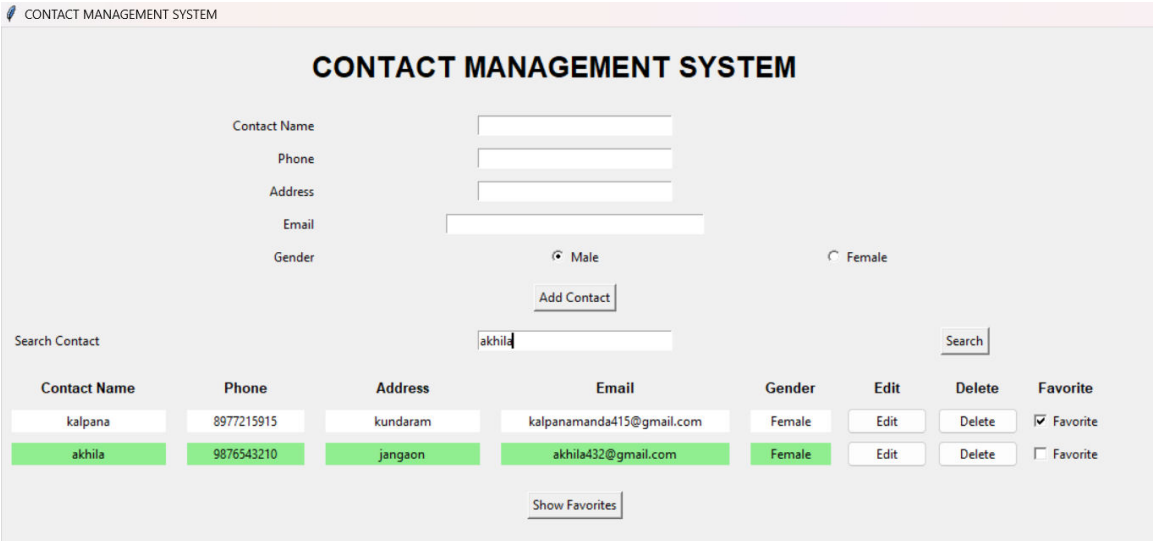 CONTACT MANAGEMENT SYSTEM
CONTACT MANAGEMENT SYSTEM
Contact Name
Phone
Address
Email
Gender Male Female
Add Contact
Search Contact akhila Search
Contact Name Phone Address Email Gender Edit Delete Favorite
kalpana 8977215915 kundaram kalpanamanda415@gmail.com Female Edit Delete Favorite
akhila 9876543210 jangaon akhila432@gmail.com Female Edit Delete Favorite
Show Favorites